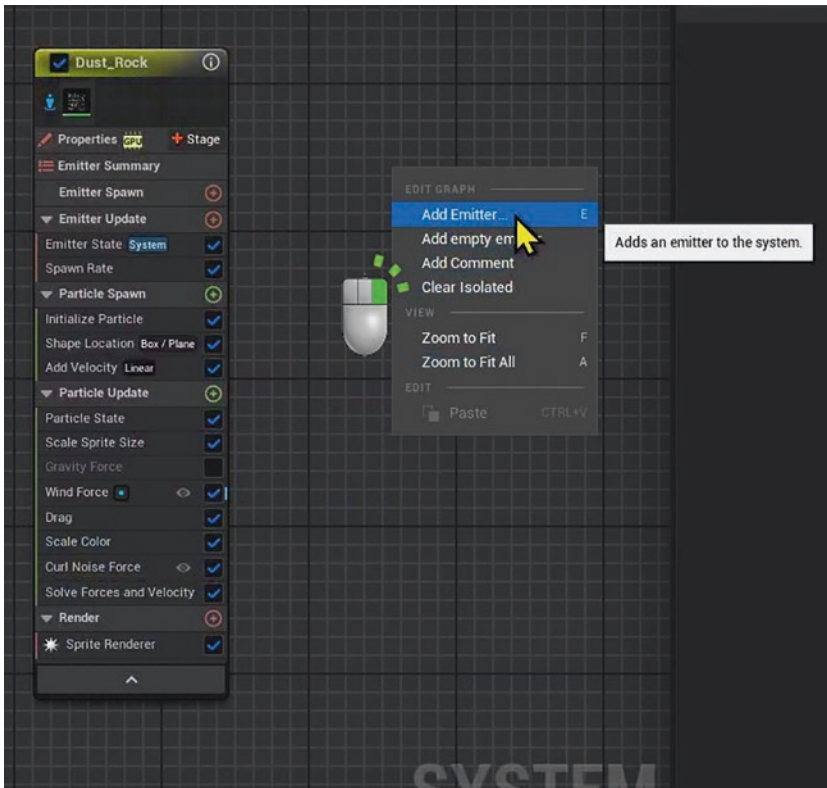 Dust_Rock
Properties GPU + Stage
Emitter Summary
Emitter Spawn
Emitter Update
Emitter State System
Spawn Rate
Particle Spawn
Initialize Particle
Shape Location Box / Plane
Add Velocity Linear
Particle Update
Particle State
Scale Sprite Size
Gravity Force
Wind Force
Drag
Scale Color
Curl Noise Force
Solve Forces and Velocity
Render
Sprite Renderer
EDIT GRAPH
Add Emitter... E
Add empty em
Add Comment
Clear Isolated
VIEW
Zoom to Fit F
Zoom to Fit All A
EDIT
Paste CTRL+V
Adds an emitter to the system.
SYSTEM